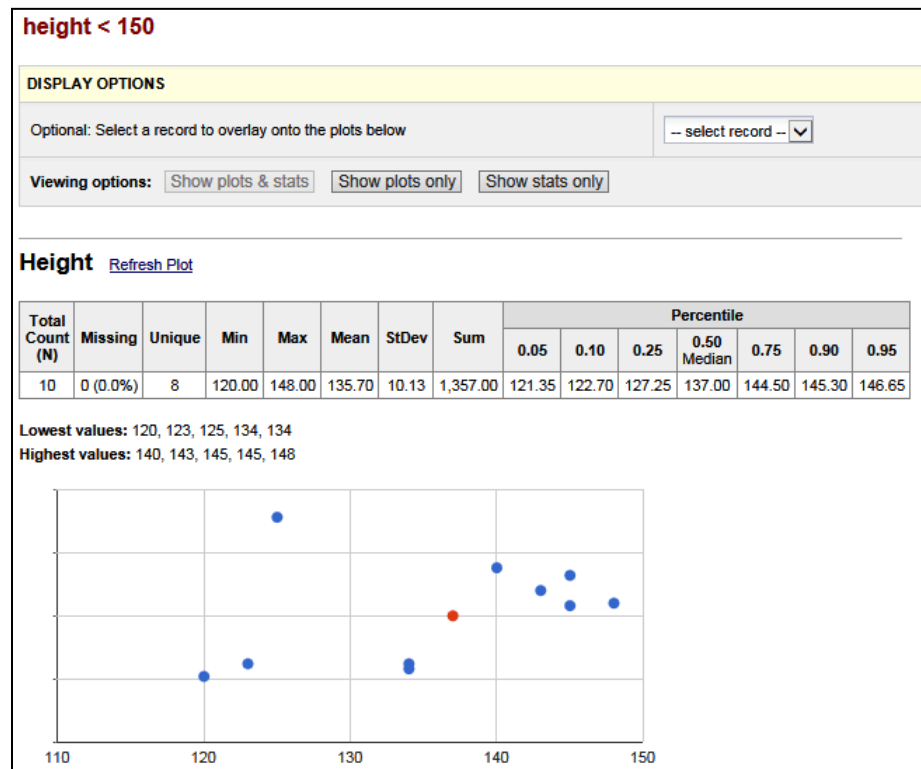 height < 150
DISPLAY OPTIONS
Optional: Select a record to overlay onto the plots below
-- select record --
Viewing options: Show plots & stats Show plots only Show stats only
Height Refresh Plot
Total Count (N) Missing Unique Min Max Mean StDev Sum Percentile
0.05 0.10 0.25 0.50 Median 0.75 0.90 0.95
10 0 (0.0%) 8 120.00 148.00 135.70 10.13 1,357.00 121.35 122.70 127.25 137.00 144.50 145.30 146.65
Lowest values: 120, 123, 125, 134, 134
Highest values: 140, 143, 145, 145, 148
110 120 130 140 150